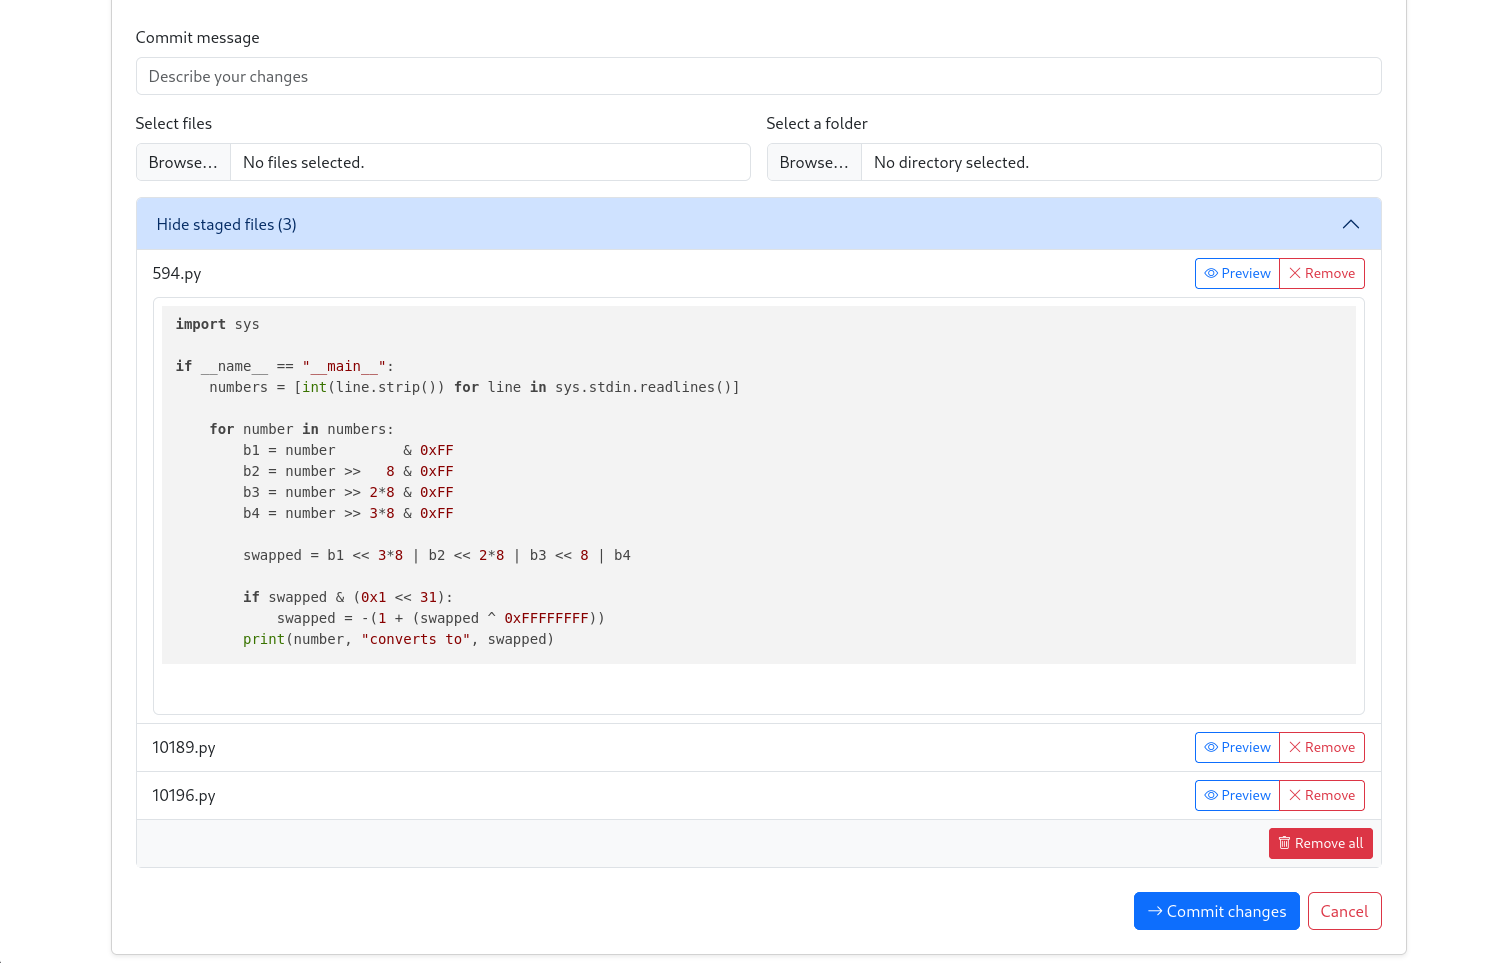 Commit message
Describe your changes
Select files
Select a folder
Browse... No files selected.
Browse... No directory selected.
Hide staged files (3)
594.py
Preview
Remove
import sys

if __name__ == "__main__":
    numbers = [int(line.strip()) for line in sys.stdin.readlines()]

    for number in numbers:
        b1 = number        & 0xFF
        b2 = number >>   8 & 0xFF
        b3 = number >> 2*8 & 0xFF
        b4 = number >> 3*8 & 0xFF

        swapped = b1 << 3*8 | b2 << 2*8 | b3 << 8 | b4

        if swapped & (0x1 << 31):
            swapped = -(1 + (swapped ^ 0xFFFFFFFF))
        print(number, "converts to", swapped)
10189.py
Preview
Remove
10196.py
Preview
Remove
Remove all
Commit changes
Cancel